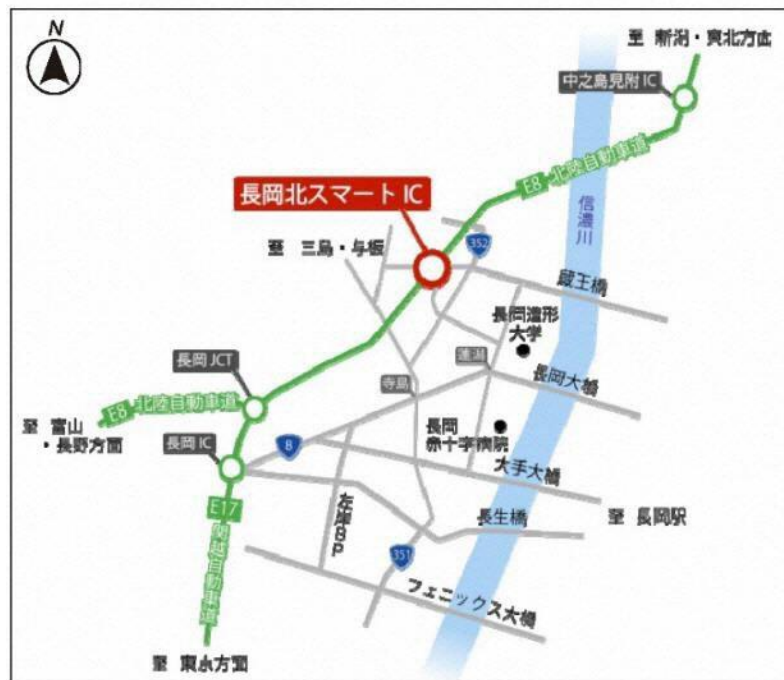 N
至 新潟・東北方面
中之島見附 IC
E8 北陸自動車道
長岡北スマート IC
信濃川
352
至 三島・与板
蔵王橋
長岡造形
大学
長岡 JCT
蓮潟
寺島
長岡大橋
E8 北陸自動車道
至 富山
・長野方面
長岡 IC
8
長岡
赤十字病院
大手大橋
E17
関越自動車道
左岸BP
長生橋
至 長岡駅
351
フェニックス大橋
至 東京方面